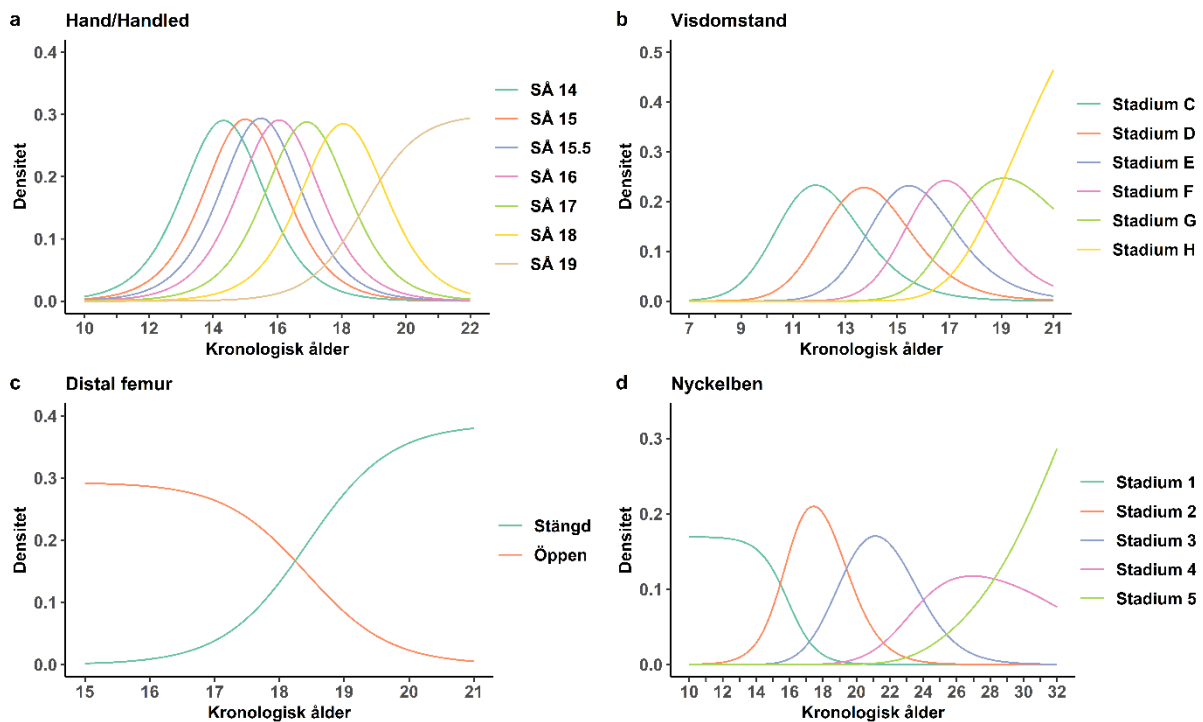 a Hand/Handled
0.4
0.3
0.2
0.1
0.0
Densitet
10 12 14 16 18 20 22
Kronologisk ålder
SÅ 14
SÅ 15
SÅ 15.5
SÅ 16
SÅ 17
SÅ 18
SÅ 19
b Visdomstand
0.5
0.4
0.3
0.2
0.1
0.0
Densitet
7 9 11 13 15 17 19 21
Kronologisk ålder
Stadium C
Stadium D
Stadium E
Stadium F
Stadium G
Stadium H
c Distal femur
0.4
0.3
0.2
0.1
0.0
Densitet
15 16 17 18 19 20 21
Kronologisk ålder
Stängd
Öppen
d Nyckelben
0.3
0.2
0.1
0.0
Densitet
10 12 14 16 18 20 22 24 26 28 30 32
Kronologisk ålder
Stadium 1
Stadium 2
Stadium 3
Stadium 4
Stadium 5